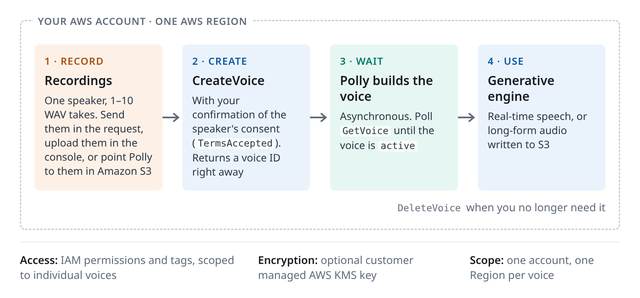 YOUR AWS ACCOUNT · ONE AWS REGION
1 · RECORD
Recordings
One speaker, 1–10
WAV takes. Send
them in the request,
upload them in the
console, or point Polly
to them in Amazon S3
2 · CREATE
CreateVoice
With your
confirmation of the
speaker's consent
(TermsAccepted).
Returns a voice ID
right away
3 · WAIT
Polly builds the
voice
Asynchronous. Poll
GetVoice until the
voice is active
4 · USE
Generative
engine
Real-time speech, or
long-form audio
written to S3
DeleteVoice when you no longer need it
Access: IAM permissions and tags, scoped
to individual voices
Encryption: optional customer
managed AWS KMS key
Scope: one account, one
Region per voice